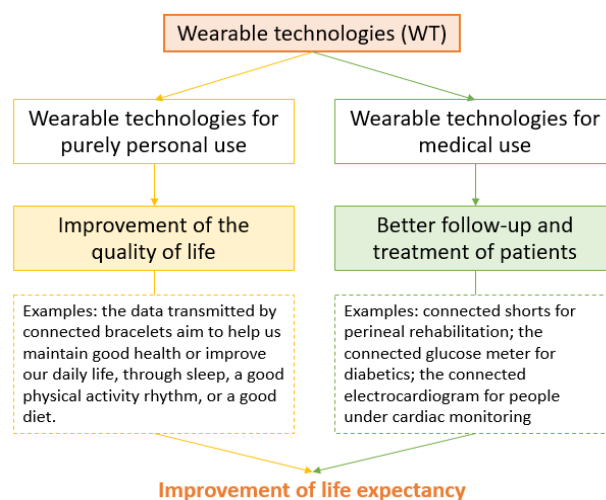 Wearable technologies (WT)
Wearable technologies for
purely personal use
Wearable technologies for
medical use
Improvement of the
quality of life
Better follow-up and
treatment of patients
Examples: the data transmitted by
connected bracelets aim to help us
maintain good health or improve
our daily life, through sleep, a good
physical activity rhythm, or a good
diet.
Examples: connected shorts for
perineal rehabilitation; the
connected glucose meter for
diabetics; the connected
electrocardiogram for people
under cardiac monitoring
Improvement of life expectancy